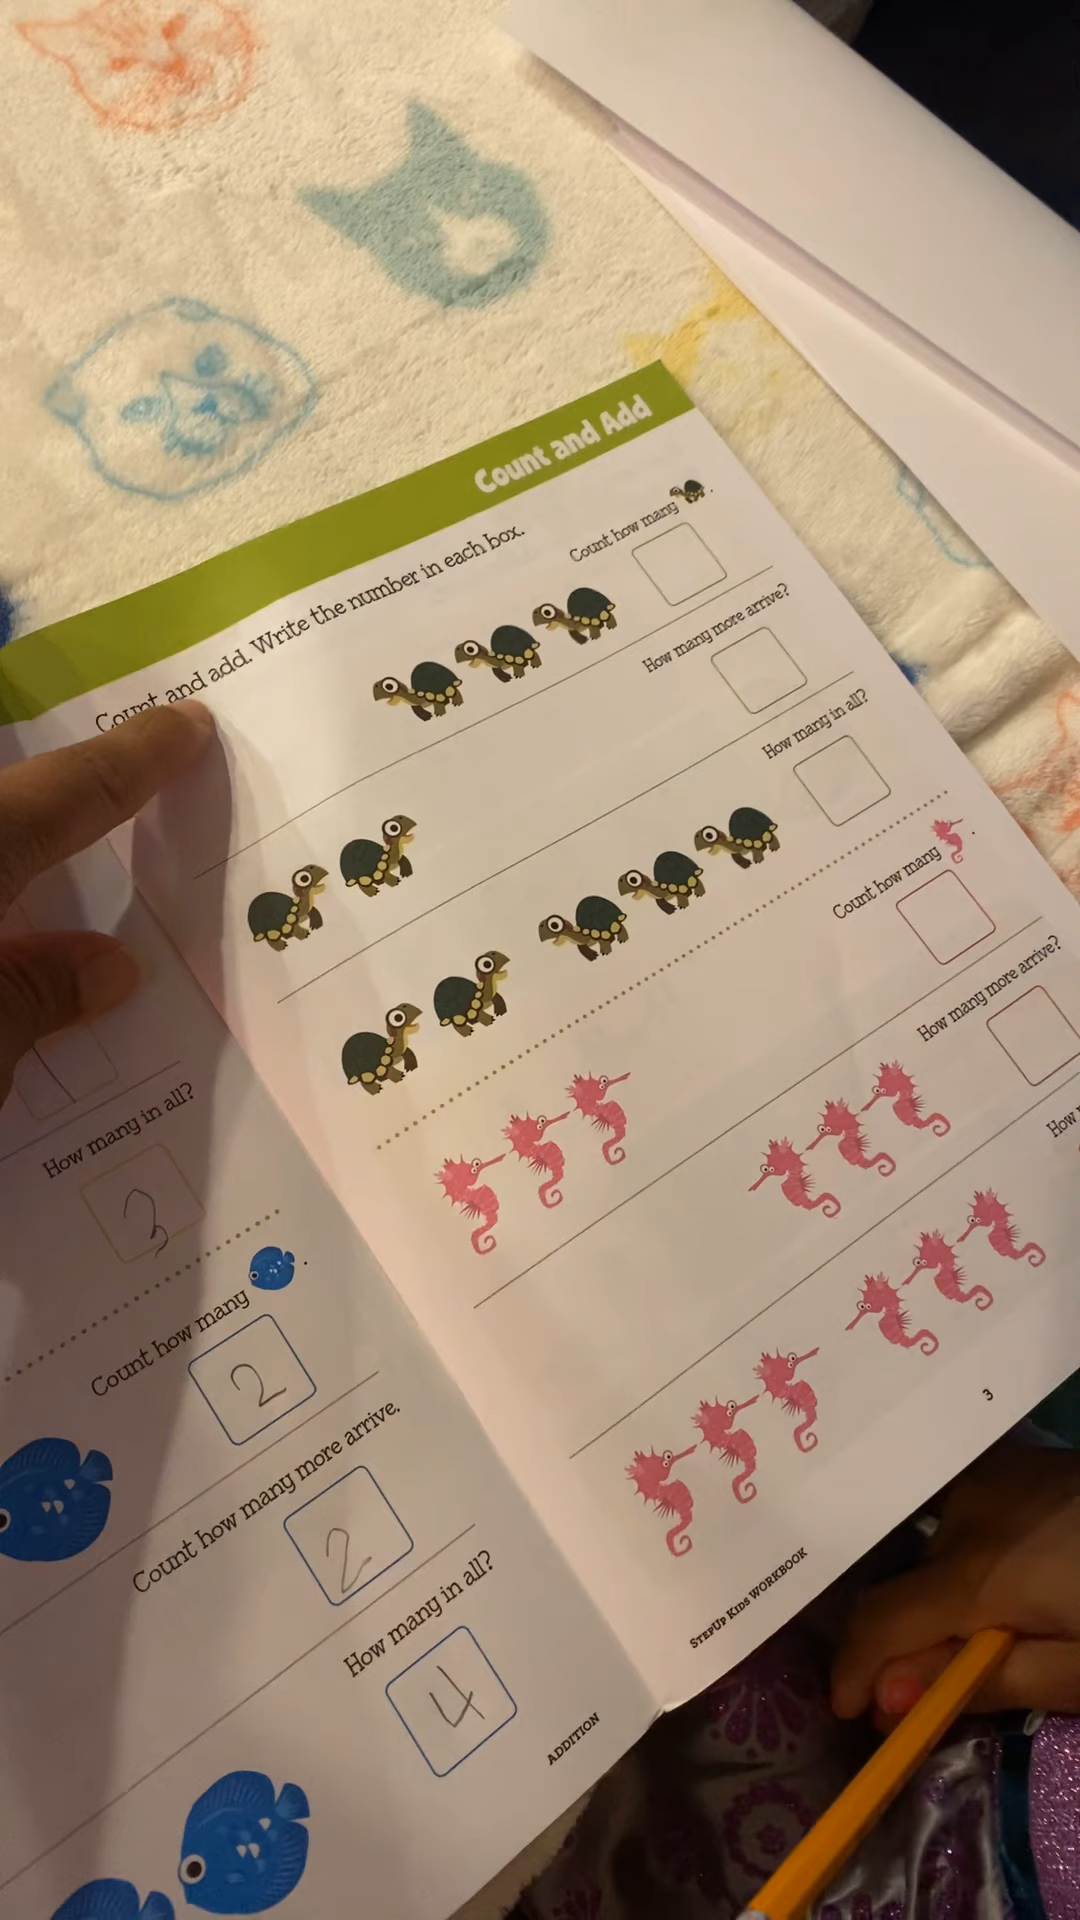 How many in all?
3
Count how many
2
Count how many more arrive.
2
How many in all?
4
ADDITION
Count and Add
Count and add. Write the number in each box.
Count how many
How many more arrive?
How many in all?
Count how many
How many more arrive?
How
3
STEPUP KIDS WORKBOOK